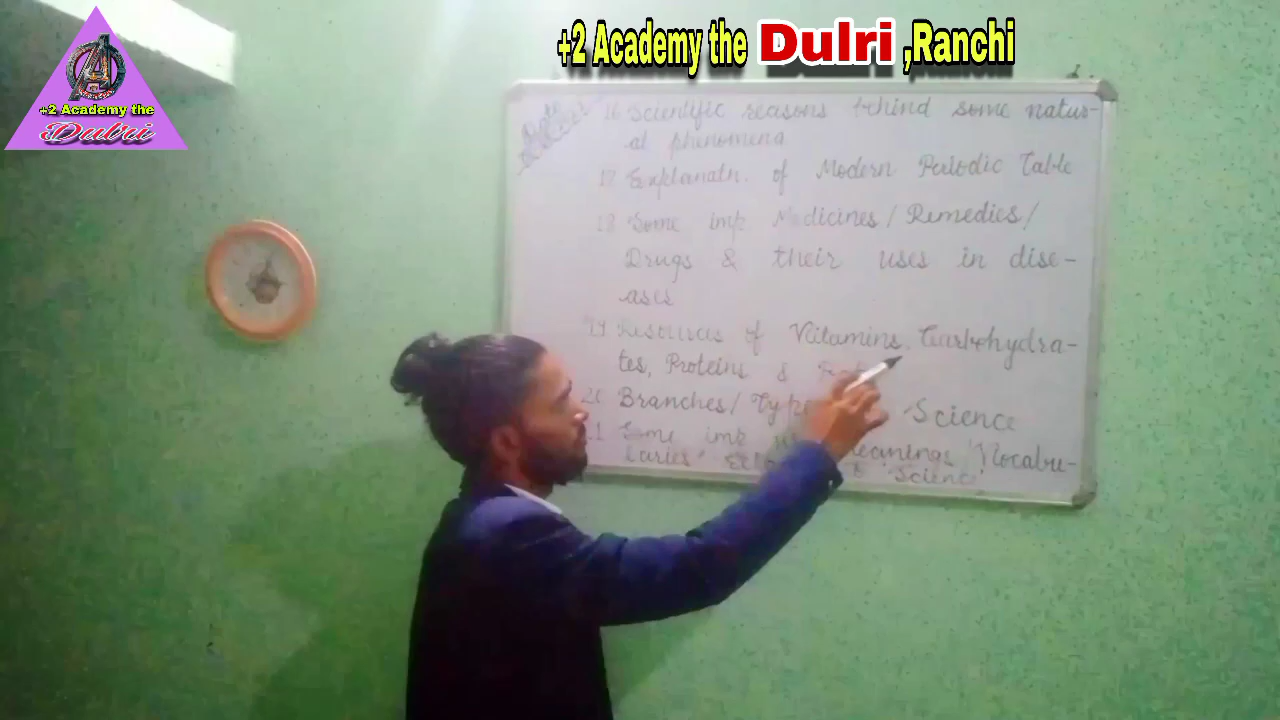 +2 Academy the Dulri ,Ranchi
+2 Academy the
Dulri
16 Scientific reasons behind some natur-
al phenomena
17 Explanatn. of Modern Periodic Table
18 Some imp Medicines / Remedies /
Drugs & their uses in dise-
ases
19 Resources of Vitamins, Carbohydra-
tes, Proteins &
20 Branches / Science
Some imp meanings 'Vocabu-
laries" "Science"